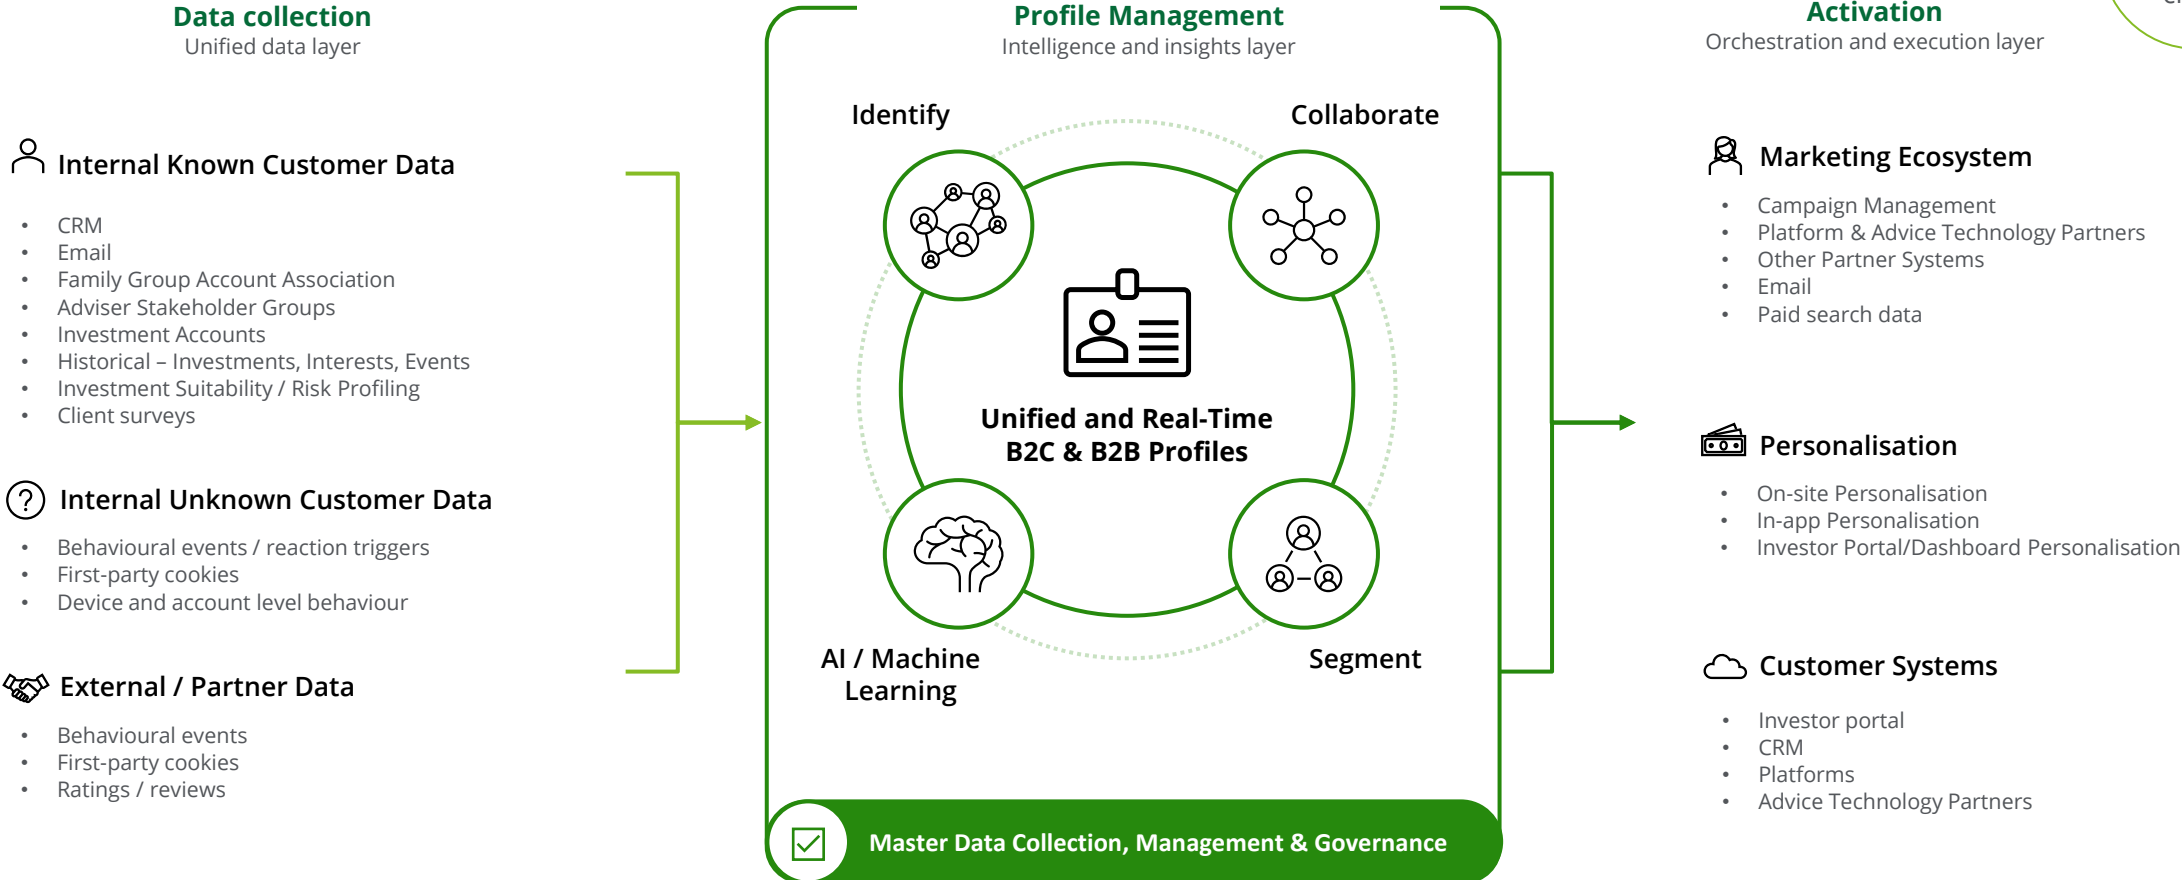 Data collection
Unified data layer
Internal Known Customer Data
• CRM
• Email
• Family Group Account Association
• Adviser Stakeholder Groups
• Investment Accounts
• Historical – Investments, Interests, Events
• Investment Suitability / Risk Profiling
• Client surveys
Internal Unknown Customer Data
• Behavioural events / reaction triggers
• First-party cookies
• Device and account level behaviour
External / Partner Data
• Behavioural events
• First-party cookies
• Ratings / reviews
Profile Management
Intelligence and insights layer
Identify
Collaborate
Unified and Real-Time
B2C & B2B Profiles
AI / Machine
Learning
Segment
Master Data Collection, Management & Governance
Activation
Orchestration and execution layer
Marketing Ecosystem
• Campaign Management
• Platform & Advice Technology Partners
• Other Partner Systems
• Email
• Paid search data
Personalisation
• On-site Personalisation
• In-app Personalisation
• Investor Portal/Dashboard Personalisation
Customer Systems
• Investor portal
• CRM
• Platforms
• Advice Technology Partners